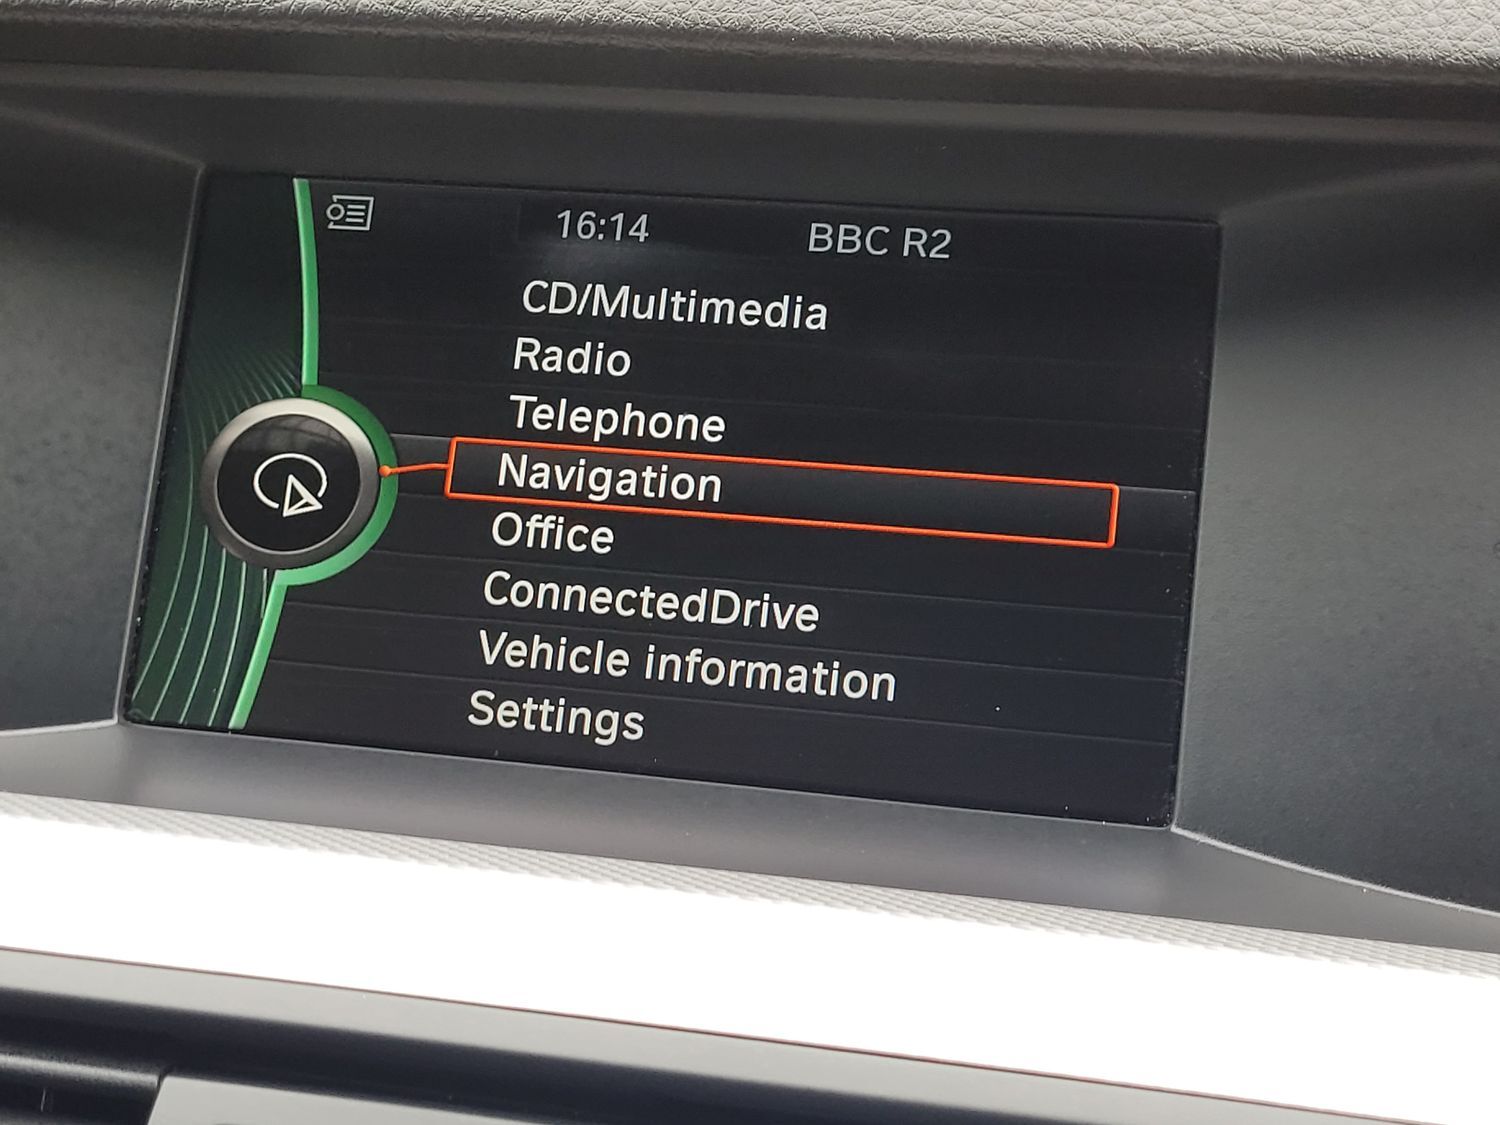 16:14 BBC R2
CD/Multimedia
Radio
Telephone
Navigation
Office
ConnectedDrive
Vehicle information
Settings